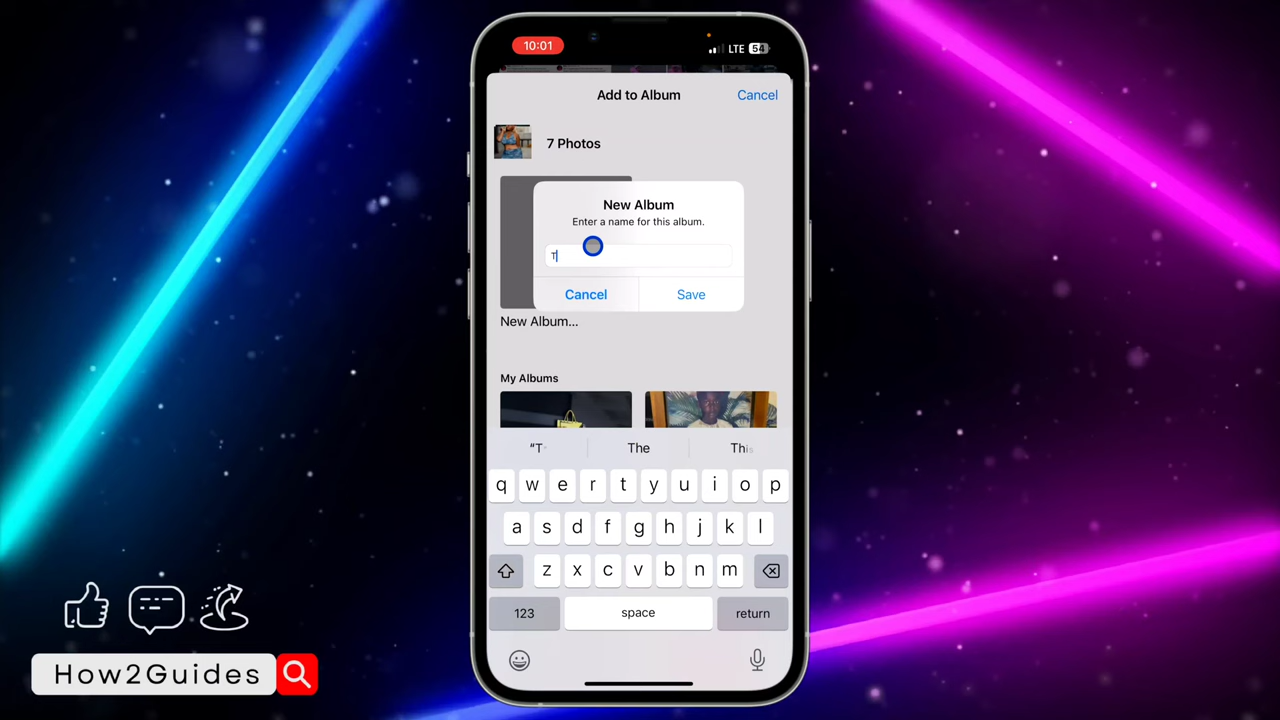 10:01
LTE 54
Add to Album
Cancel
7 Photos
New Album
Enter a name for this album.
T
Cancel
Save
New Album...
My Albums
“T
The
This
q w e r t y u i o p
a s d f g h j k l
z x c v b n m
123
space
return
How2Guides